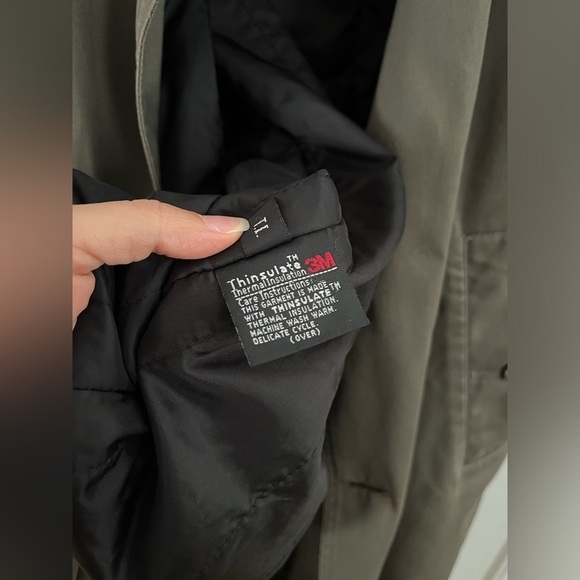 Thinsulate™ 3M
Thermal Insulation
Care Instructions:
THIS GARMENT IS MADE
WITH THINSULATE™
THERMAL INSULATION.
MACHINE WASH WARM.
DELICATE CYCLE.
(OVER)